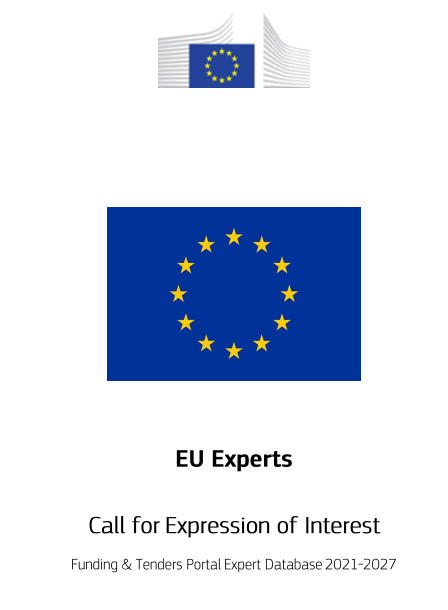 EU Experts
Call for Expression of Interest
Funding & Tenders Portal Expert Database 2021-2027